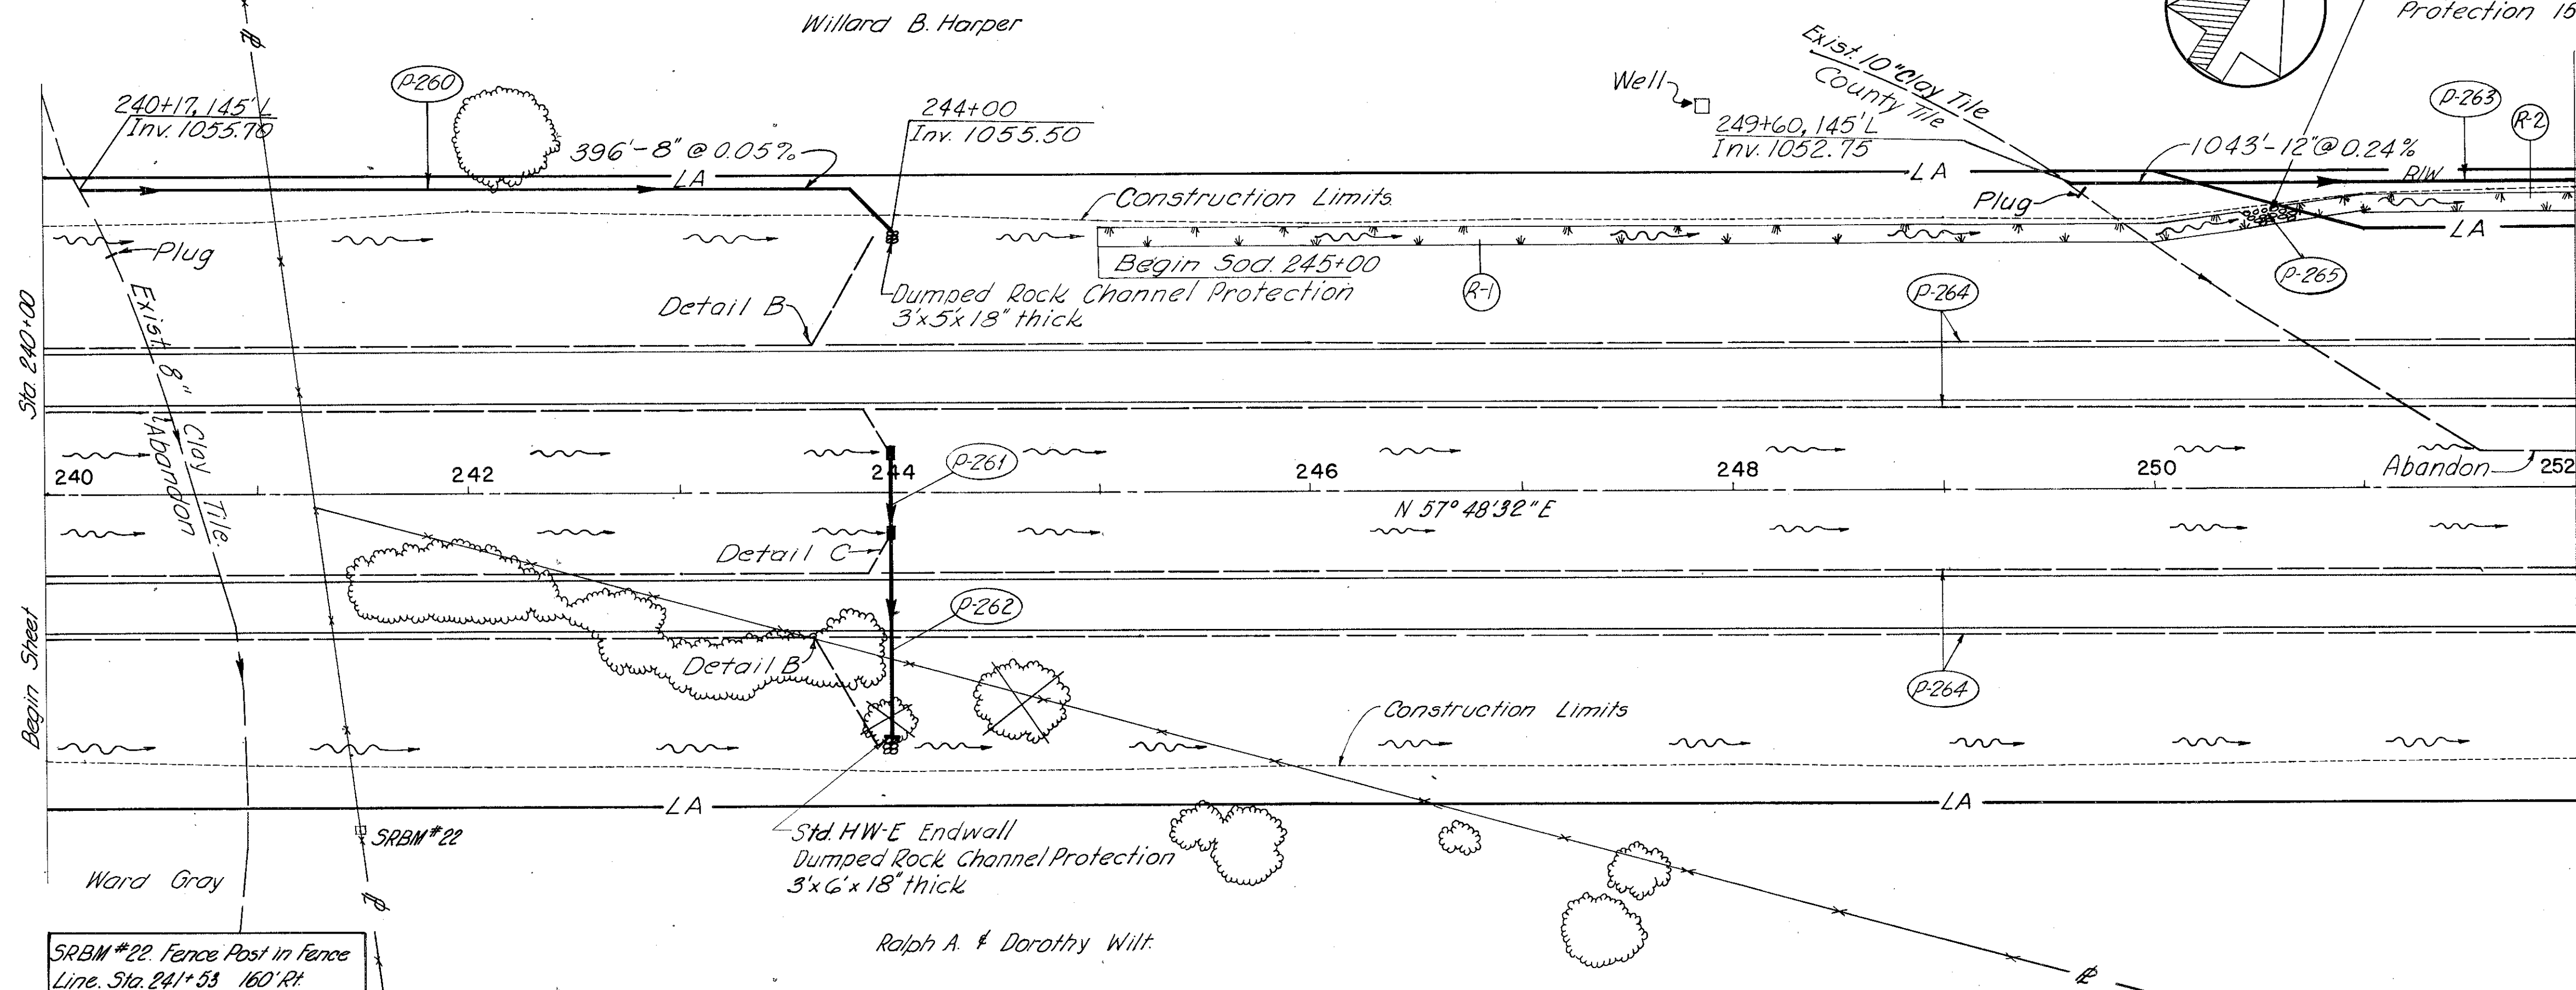 Willard B. Harper
Protection 15
P-260
240+17, 145' L
Inv. 1055.70
396'-8" @ 0.05%
244+00
Inv. 1055.50
LA
Well
Exist. 10" Clay Tile
County Tile
249+60, 145' L
Inv. 1052.75
P-263
R-2
1043'-12" @ 0.24%
LA
R/W
Plug
Construction Limits
Plug
LA
Begin Sod. 245+00
R-1
P-265
P-264
Dumped Rock Channel Protection
3'x5'x18" thick
Detail B
Sta. 240+00
Exist. 8" Clay Tile.
Abandon
P-261
240
242
244
246
248
250
252
Abandon
N 57° 48' 32" E
Detail C
P-262
Detail B
P-264
Begin Sheet
Construction Limits
LA
LA
SRBM #22
Std. HW-E Endwall
Dumped Rock Channel Protection
3'x6'x18" thick
Ward Gray
Ralph A. & Dorothy Wilt.
SRBM #22. Fence Post in Fence
Line. Sta. 241+53 160' Rt.